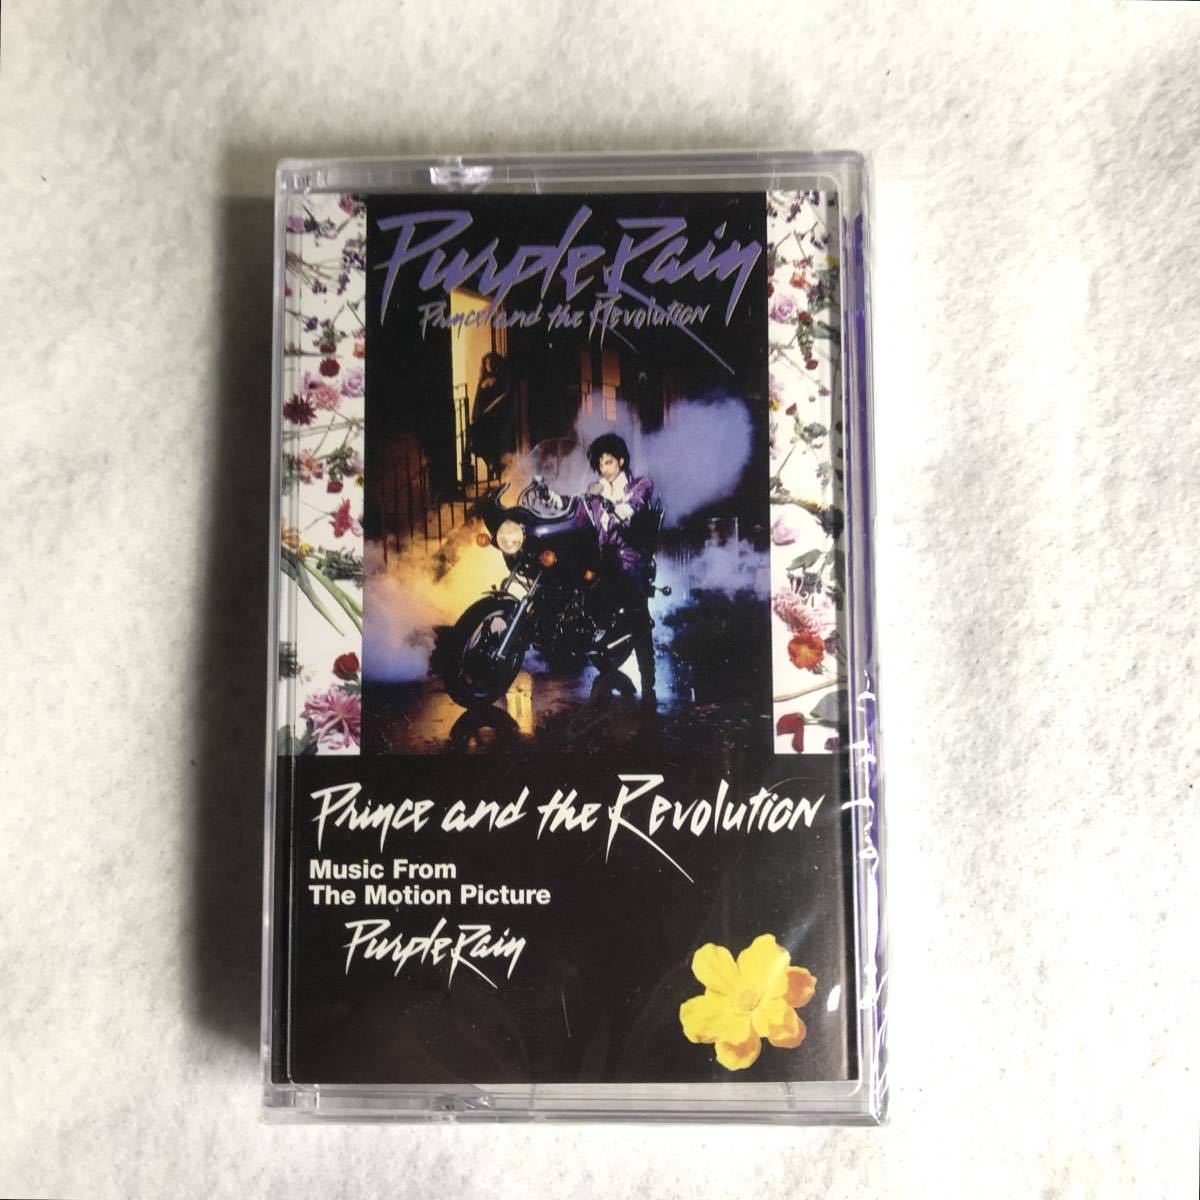 Purple Rain
Prince and the Revolution
Prince and the Revolution
Music From
The Motion Picture
Purple Rain